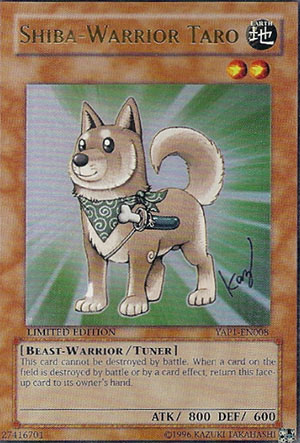 SHIBA-WARRIOR TARO
EARTH
地
Kaz
LIMITED EDITION
YAP1-EN008
[BEAST-WARRIOR / TUNER]
This card cannot be destroyed by battle. When a card on the
field is destroyed by battle or by a card effect, return this face-
up card to its owner's hand.
ATK/ 800 DEF/ 600
27416701
©1996 KAZUKI TAKAHASHI